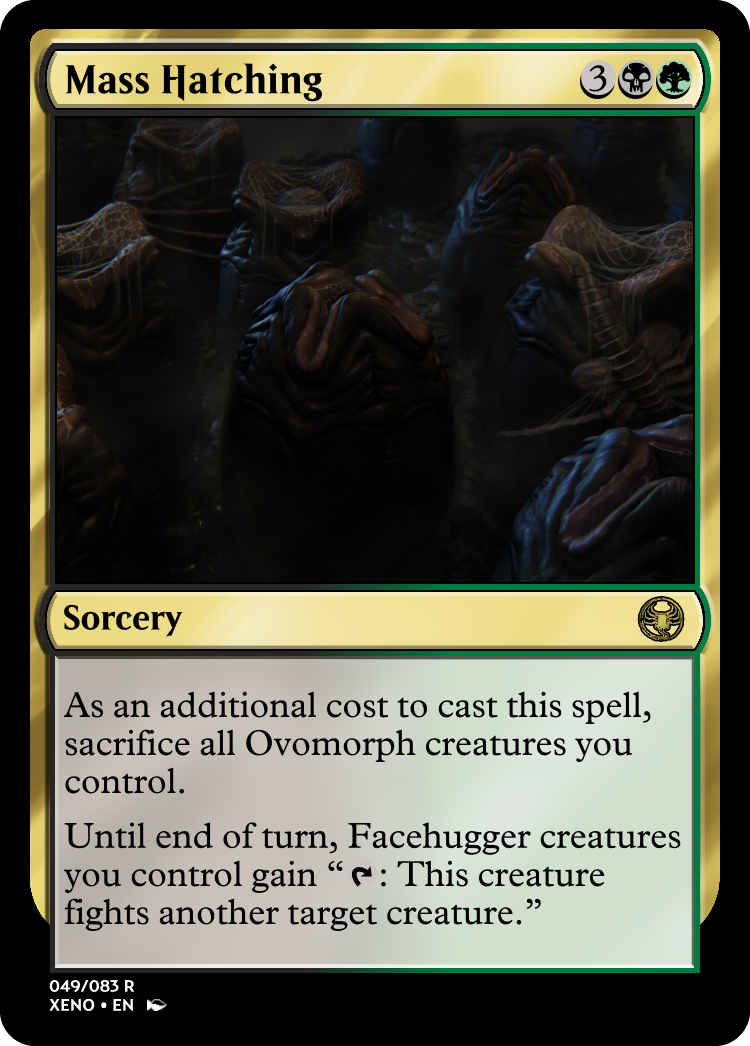 Mass Hatching 3
Sorcery
As an additional cost to cast this spell,
sacrifice all Ovomorph creatures you
control.
Until end of turn, Facehugger creatures
you control gain “ : This creature
fights another target creature.”
049/083 R
XENO • EN